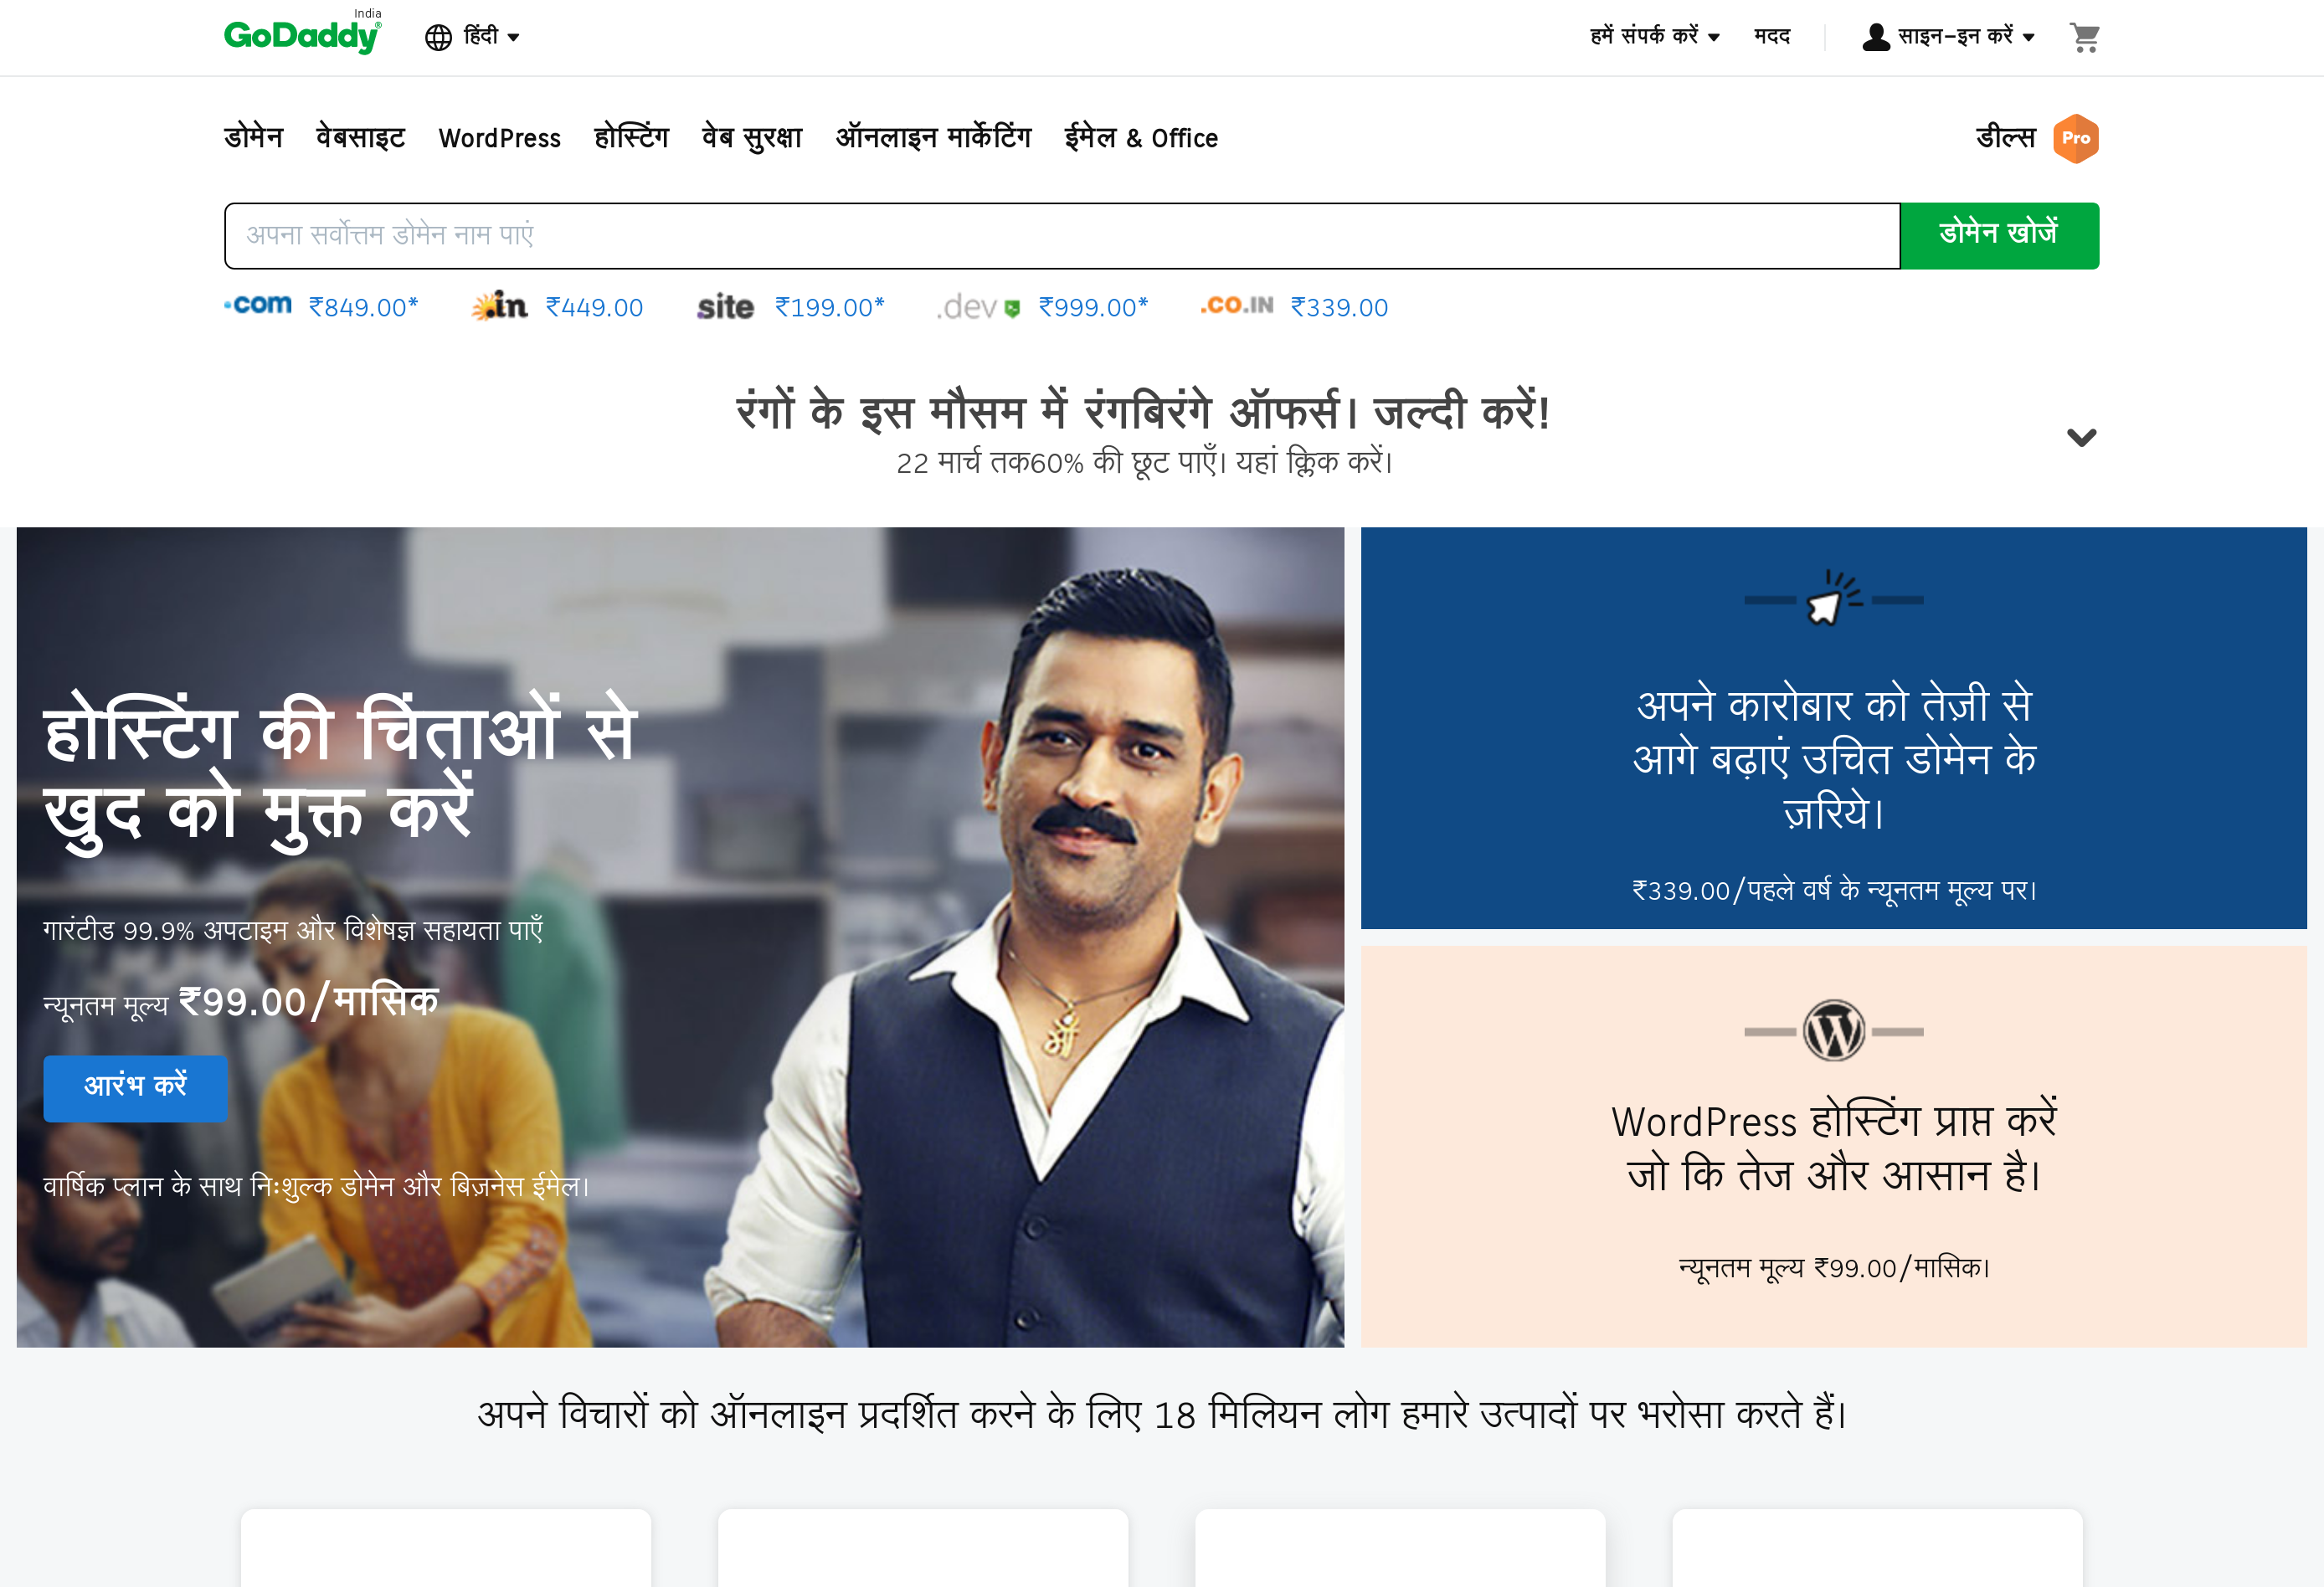 India
GoDaddy®
हिंदी
हमें संपर्क करें
मदद
साइन-इन करें
डोमेन वेबसाइट WordPress होस्टिंग वेब सुरक्षा ऑनलाइन मार्केटिंग ईमेल & Office
डील्स Pro
अपना सर्वोत्तम डोमेन नाम पाएं
डोमेन खोजें
.com ₹849.00* .in ₹449.00 site ₹199.00* .dev ₹999.00* .CO.IN ₹339.00
रंगों के इस मौसम में रंगबिरंगे ऑफर्स। जल्दी करें!
22 मार्च तक60% की छूट पाएँ। यहां क्लिक करें।
होस्टिंग की चिंताओं से
खुद को मुक्त करें
गारंटीड 99.9% अपटाइम और विशेषज्ञ सहायता पाएँ
न्यूनतम मूल्य ₹99.00/मासिक
आरंभ करें
वार्षिक प्लान के साथ निःशुल्क डोमेन और बिज़नेस ईमेल।
अपने कारोबार को तेज़ी से
आगे बढ़ाएं उचित डोमेन के
ज़रिये।
₹339.00/पहले वर्ष के न्यूनतम मूल्य पर।
WordPress होस्टिंग प्राप्त करें
जो कि तेज और आसान है।
न्यूनतम मूल्य ₹99.00/मासिक।
अपने विचारों को ऑनलाइन प्रदर्शित करने के लिए 18 मिलियन लोग हमारे उत्पादों पर भरोसा करते हैं।